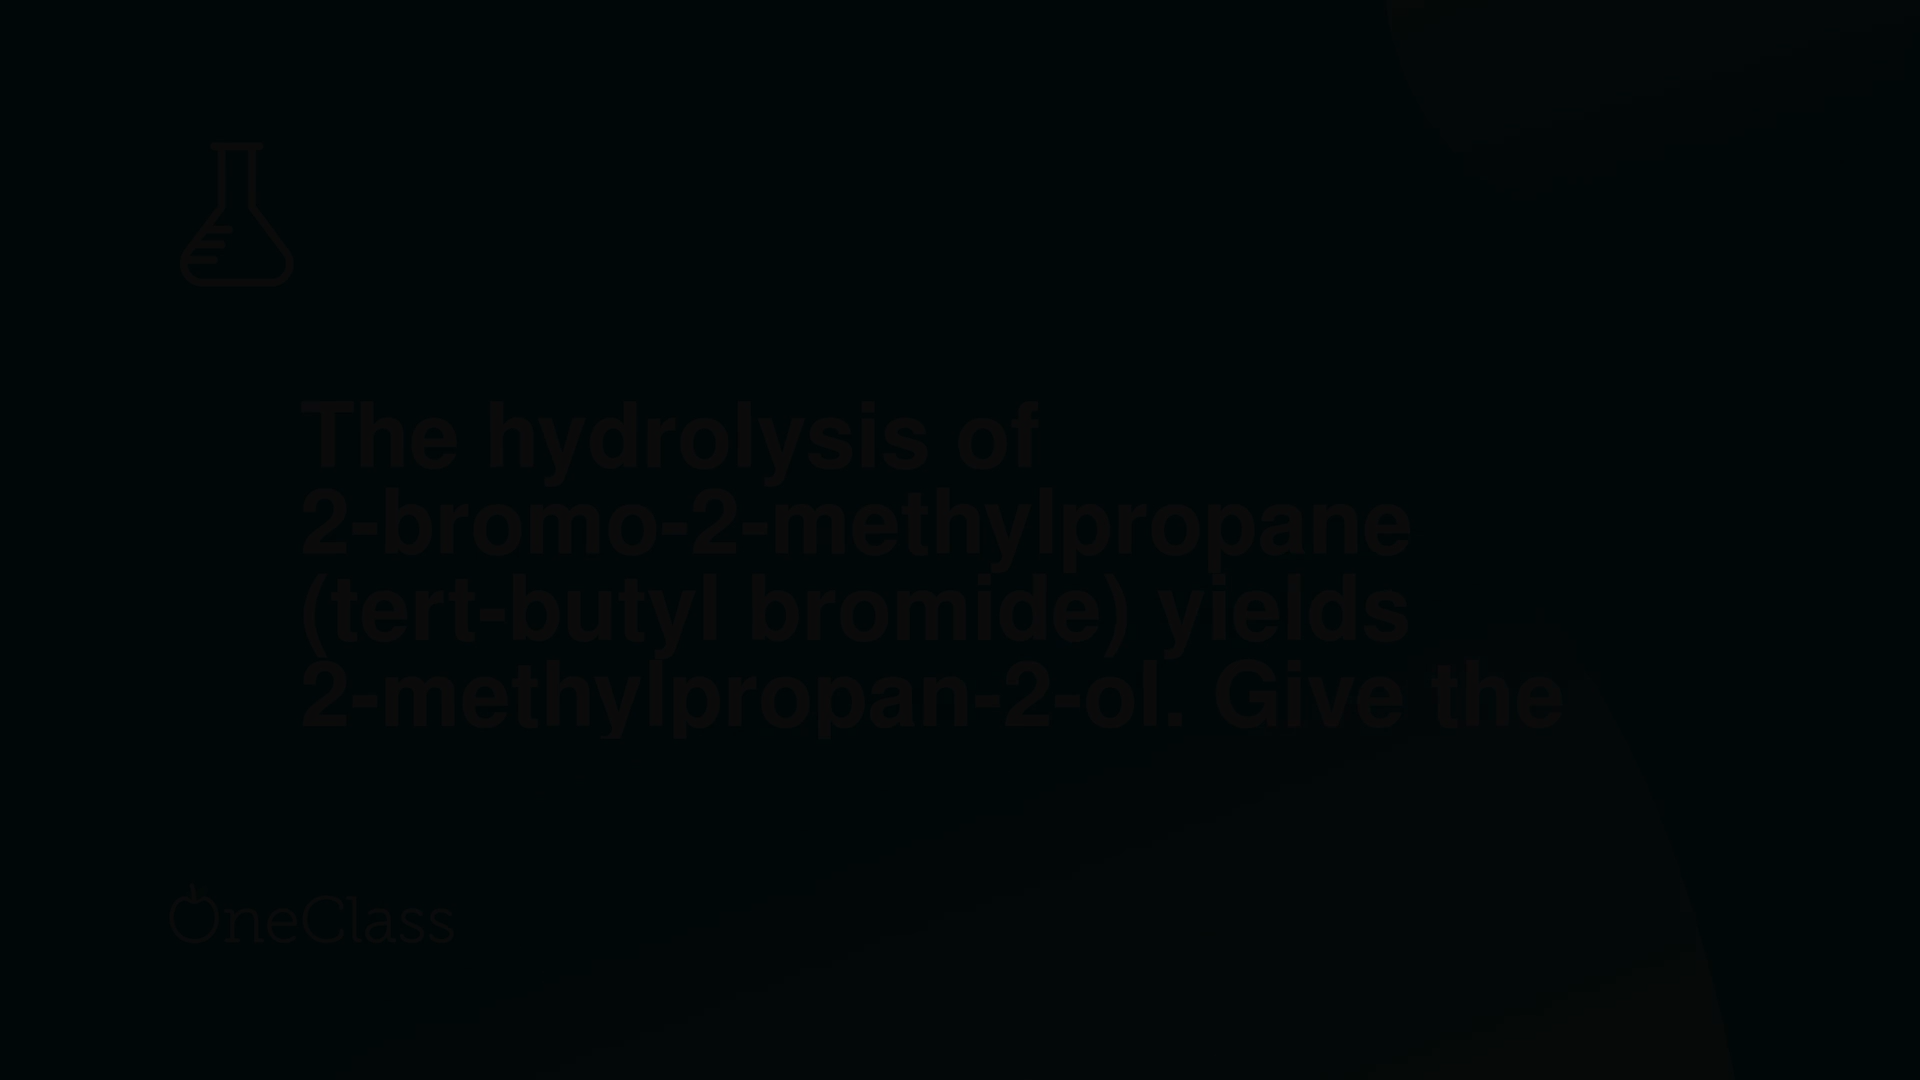 The hydrolysis of
2-bromo-2-methylpropane
(tert-butyl bromide) yields
2-methylpropan-2-ol. Give the
OneClass